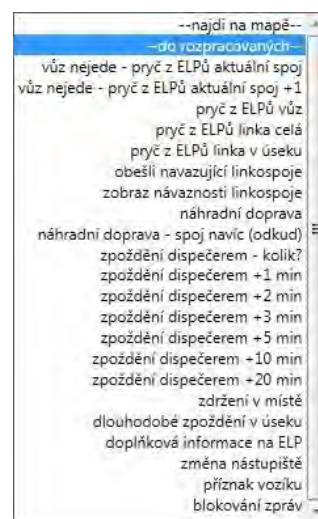 --najdi na mapě--
--do rozpracovaných--
vůz nejede - pryč z ELPů aktuální spoj
vůz nejede - pryč z ELPů aktuální spoj +1
pryč z ELPů vůz
pryč z ELPů linka celá
pryč z ELPů linka v úseku
obešli navazující linkospoje
zobraz návaznosti linkospoje
náhradní doprava
náhradní doprava - spoj navíc (odkud)
zpoždění dispečerem - kolik?
zpoždění dispečerem +1 min
zpoždění dispečerem +2 min
zpoždění dispečerem +3 min
zpoždění dispečerem +5 min
zpoždění dispečerem +10 min
zpoždění dispečerem +20 min
zdržení v místě
dlouhodobé zpoždění v úseku
doplňková informace na ELP
změna nástupiště
příznak vozíku
blokování zpráv